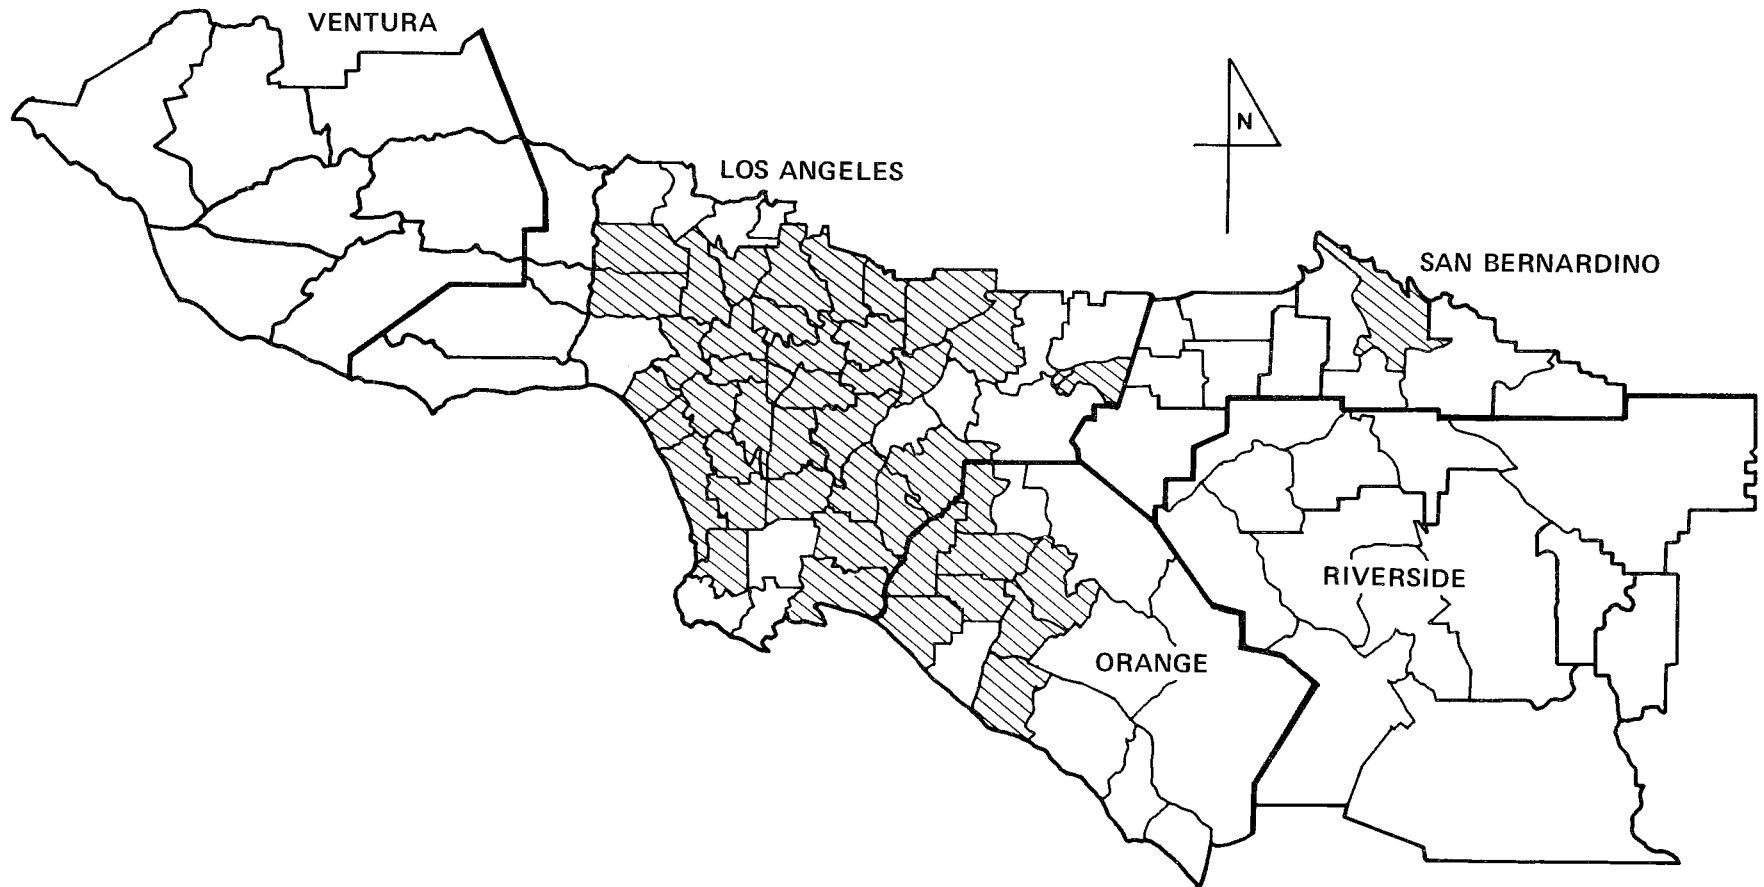 VENTURA
LOS ANGELES
N
SAN BERNARDINO
RIVERSIDE
ORANGE